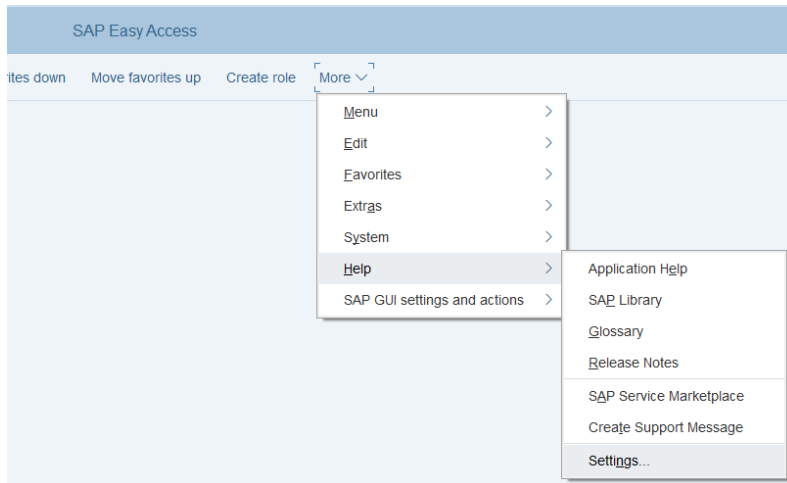 SAP Easy Access
rites down Move favorites up Create role More
Menu
Edit
Favorites
Extras
System
Help
SAP GUI settings and actions
Application Help
SAP Library
Glossary
Release Notes
SAP Service Marketplace
Create Support Message
Settings...